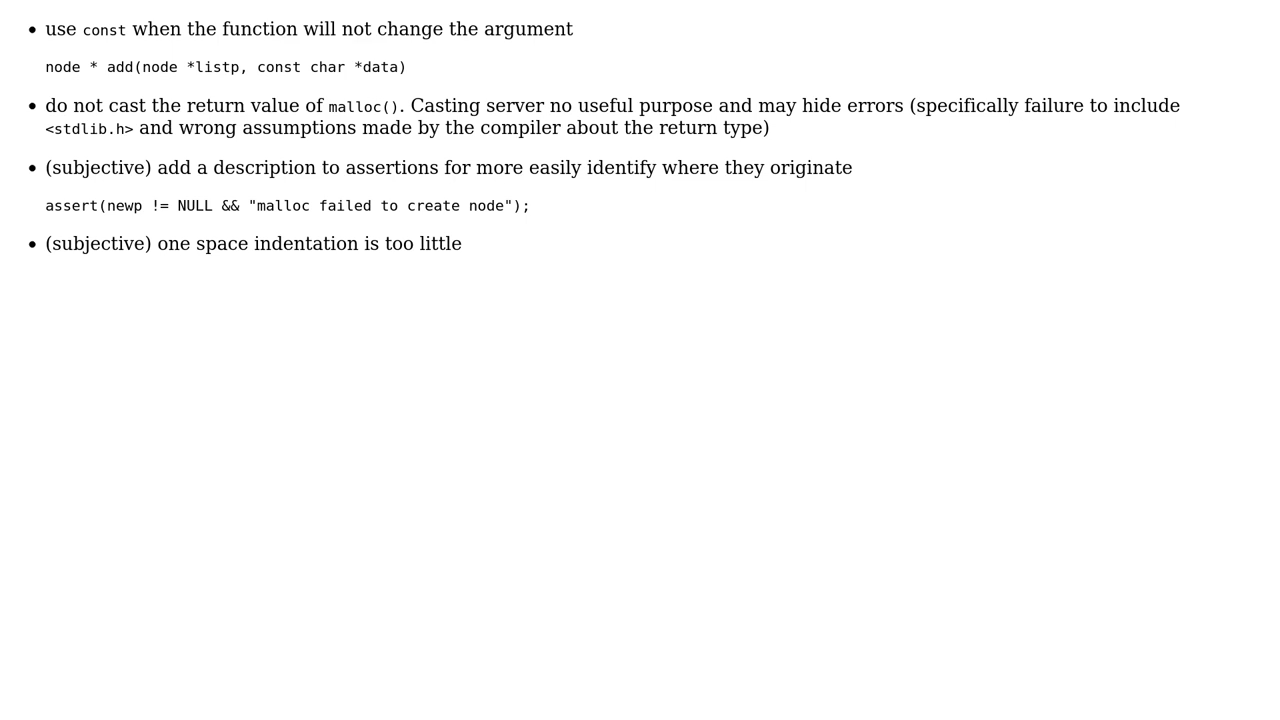 • use const when the function will not change the argument
node * add(node *listp, const char *data)
• do not cast the return value of malloc(). Casting server no useful purpose and may hide errors (specifically failure to include
<stdlib.h> and wrong assumptions made by the compiler about the return type)
• (subjective) add a description to assertions for more easily identify where they originate
assert(newp != NULL && "malloc failed to create node");
• (subjective) one space indentation is too little